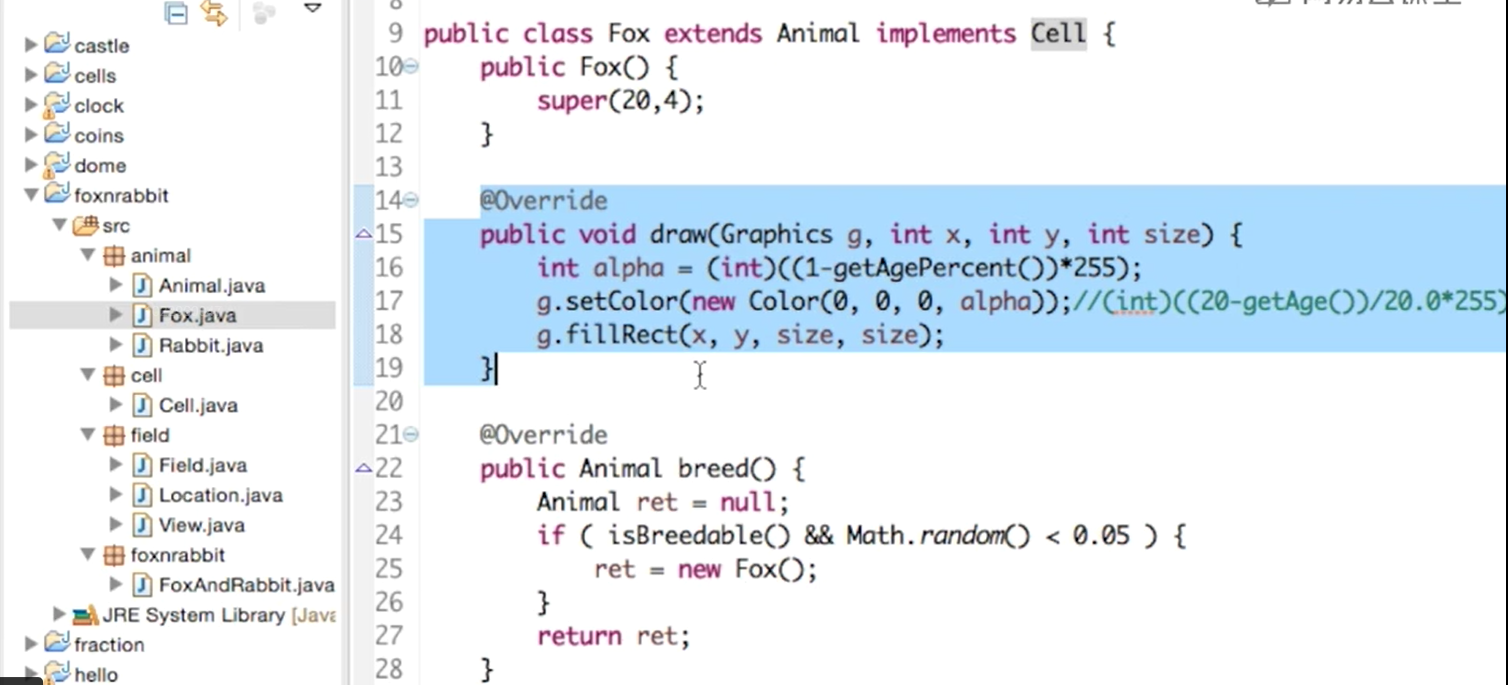 castle
cells
clock
coins
dome
foxnrabbit
src
animal
Animal.java
Fox.java
Rabbit.java
cell
Cell.java
field
Field.java
Location.java
View.java
foxnrabbit
FoxAndRabbit.java
JRE System Library [Java
fraction
hello
8
9 public class Fox extends Animal implements Cell {
10 public Fox() {
11 super(20,4);
12 }
13
14 @Override
15 public void draw(Graphics g, int x, int y, int size) {
16 int alpha = (int)((1-getAgePercent())*255);
17 g.setColor(new Color(0, 0, 0, alpha));//(int)((20-getAge())/20.0*255)
18 g.fillRect(x, y, size, size);
19 }
20
21 @Override
22 public Animal breed() {
23 Animal ret = null;
24 if ( isBreedable() && Math.random() < 0.05 ) {
25 ret = new Fox();
26 }
27 return ret;
28 }